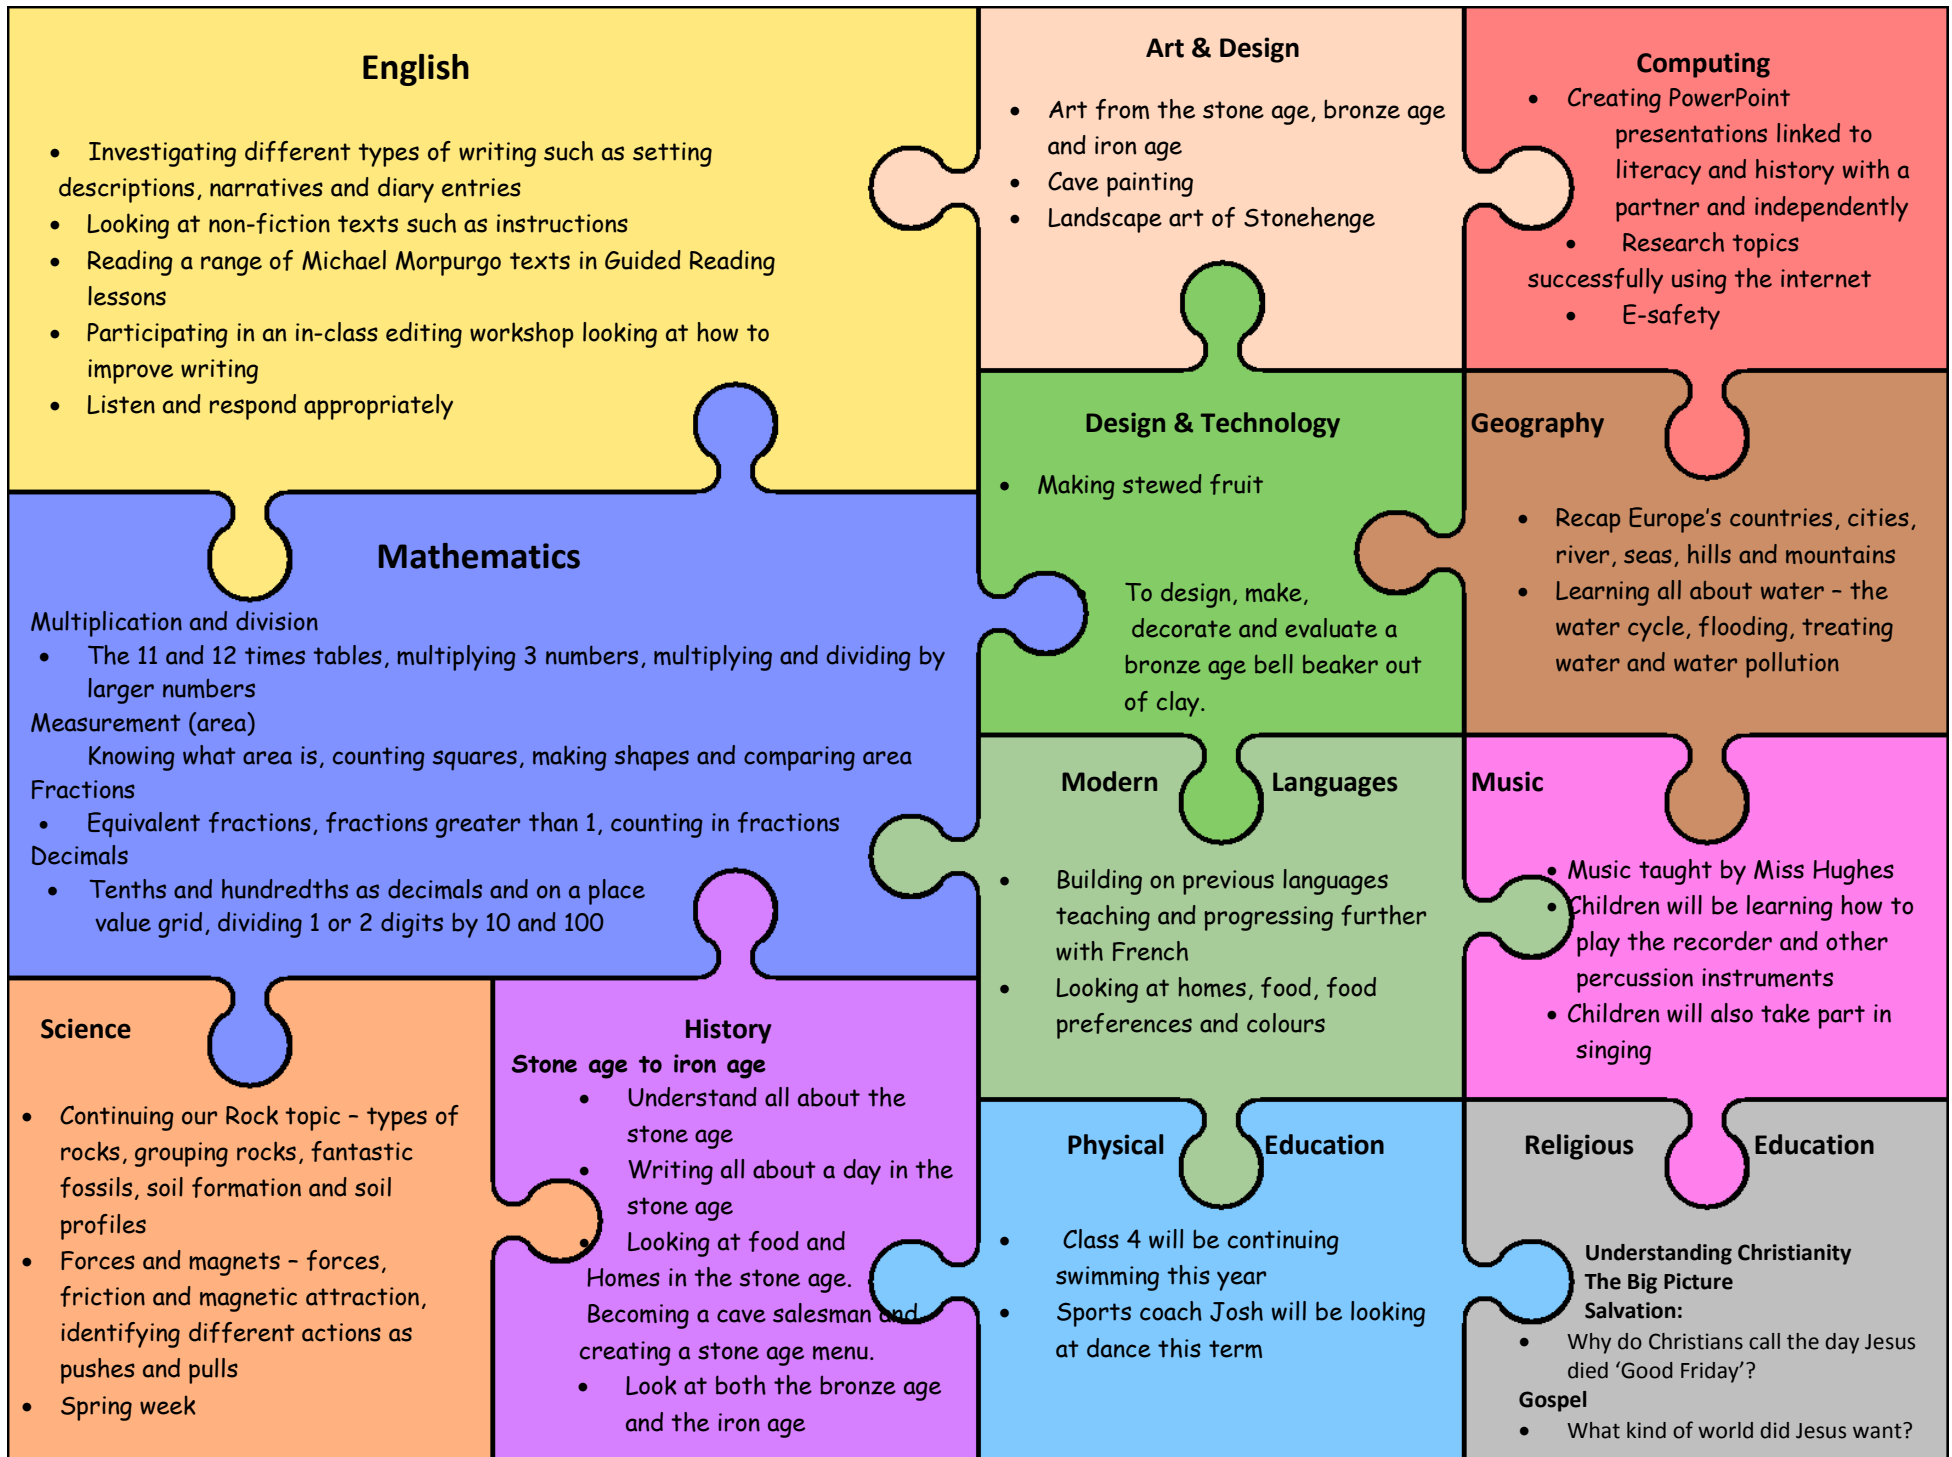 English
• Investigating different types of writing such as setting
descriptions, narratives and diary entries
• Looking at non-fiction texts such as instructions
• Reading a range of Michael Morpurgo texts in Guided Reading
lessons
• Participating in an in-class editing workshop looking at how to
improve writing
• Listen and respond appropriately
Art & Design
• Art from the stone age, bronze age
and iron age
• Cave painting
• Landscape art of Stonehenge
Computing
• Creating PowerPoint
presentations linked to
literacy and history with a
partner and independently
• Research topics
successfully using the internet
• E-safety
Mathematics
Multiplication and division
• The 11 and 12 times tables, multiplying 3 numbers, multiplying and dividing by
larger numbers
Measurement (area)
Knowing what area is, counting squares, making shapes and comparing area
Fractions
• Equivalent fractions, fractions greater than 1, counting in fractions
Decimals
• Tenths and hundredths as decimals and on a place
value grid, dividing 1 or 2 digits by 10 and 100
Design & Technology
• Making stewed fruit
• To design, make,
decorate and evaluate a
bronze age bell beaker out
of clay.
Geography
• Recap Europe's countries, cities,
river, seas, hills and mountains
• Learning all about water – the
water cycle, flooding, treating
water and water pollution
Modern Languages
• Building on previous languages
teaching and progressing further
with French
• Looking at homes, food, food
preferences and colours
Music
• Music taught by Miss Hughes
• Children will be learning how to
play the recorder and other
percussion instruments
• Children will also take part in
singing
Science
• Continuing our Rock topic – types of
rocks, grouping rocks, fantastic
fossils, soil formation and soil
profiles
• Forces and magnets – forces,
friction and magnetic attraction,
identifying different actions as
pushes and pulls
• Spring week
History
Stone age to iron age
• Understand all about the
stone age
• Writing all about a day in the
stone age
• Looking at food and
Homes in the stone age.
Becoming a cave salesman and
creating a stone age menu.
• Look at both the bronze age
and the iron age
Physical Education
• Class 4 will be continuing
swimming this year
• Sports coach Josh will be looking
at dance this term
Religious Education
Understanding Christianity
The Big Picture
Salvation:
• Why do Christians call the day Jesus
died ‘Good Friday’?
Gospel
• What kind of world did Jesus want?